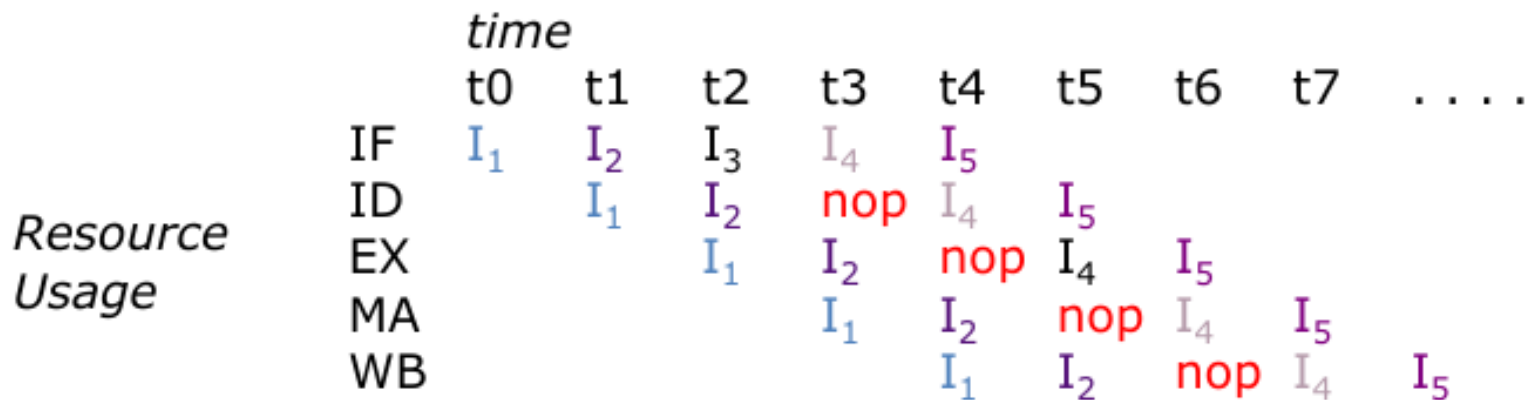 time
t0 t1 t2 t3 t4 t5 t6 t7 . . . .
IF I₁ I₂ I₃ I₄ I₅
ID I₁ I₂ nop I₄ I₅
Resource
EX I₁ I₂ nop I₄ I₅
Usage
MA I₁ I₂ nop I₄ I₅
WB I₁ I₂ nop I₄ I₅